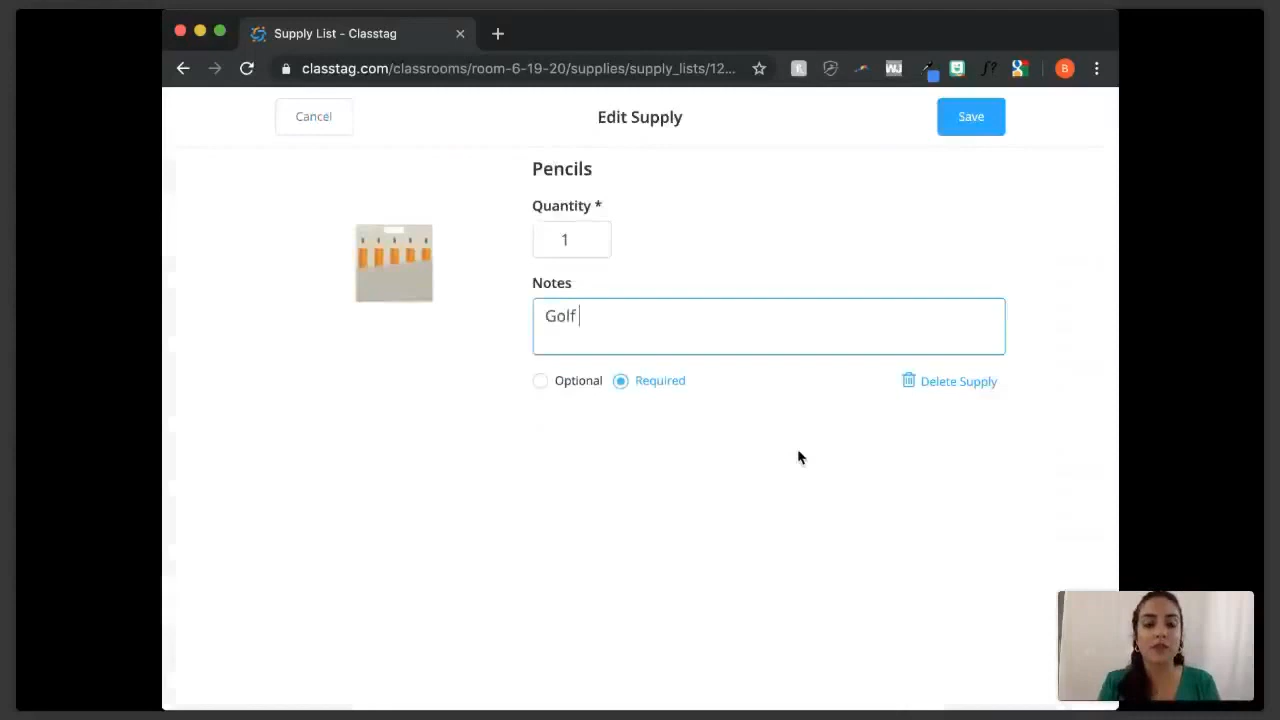 Supply List - Classtag
classtag.com/classrooms/room-6-19-20/supplies/supply_lists/12...
B
Cancel
Edit Supply
Save
Pencils
Quantity *
1
Notes
Golf
Optional
Required
Delete Supply